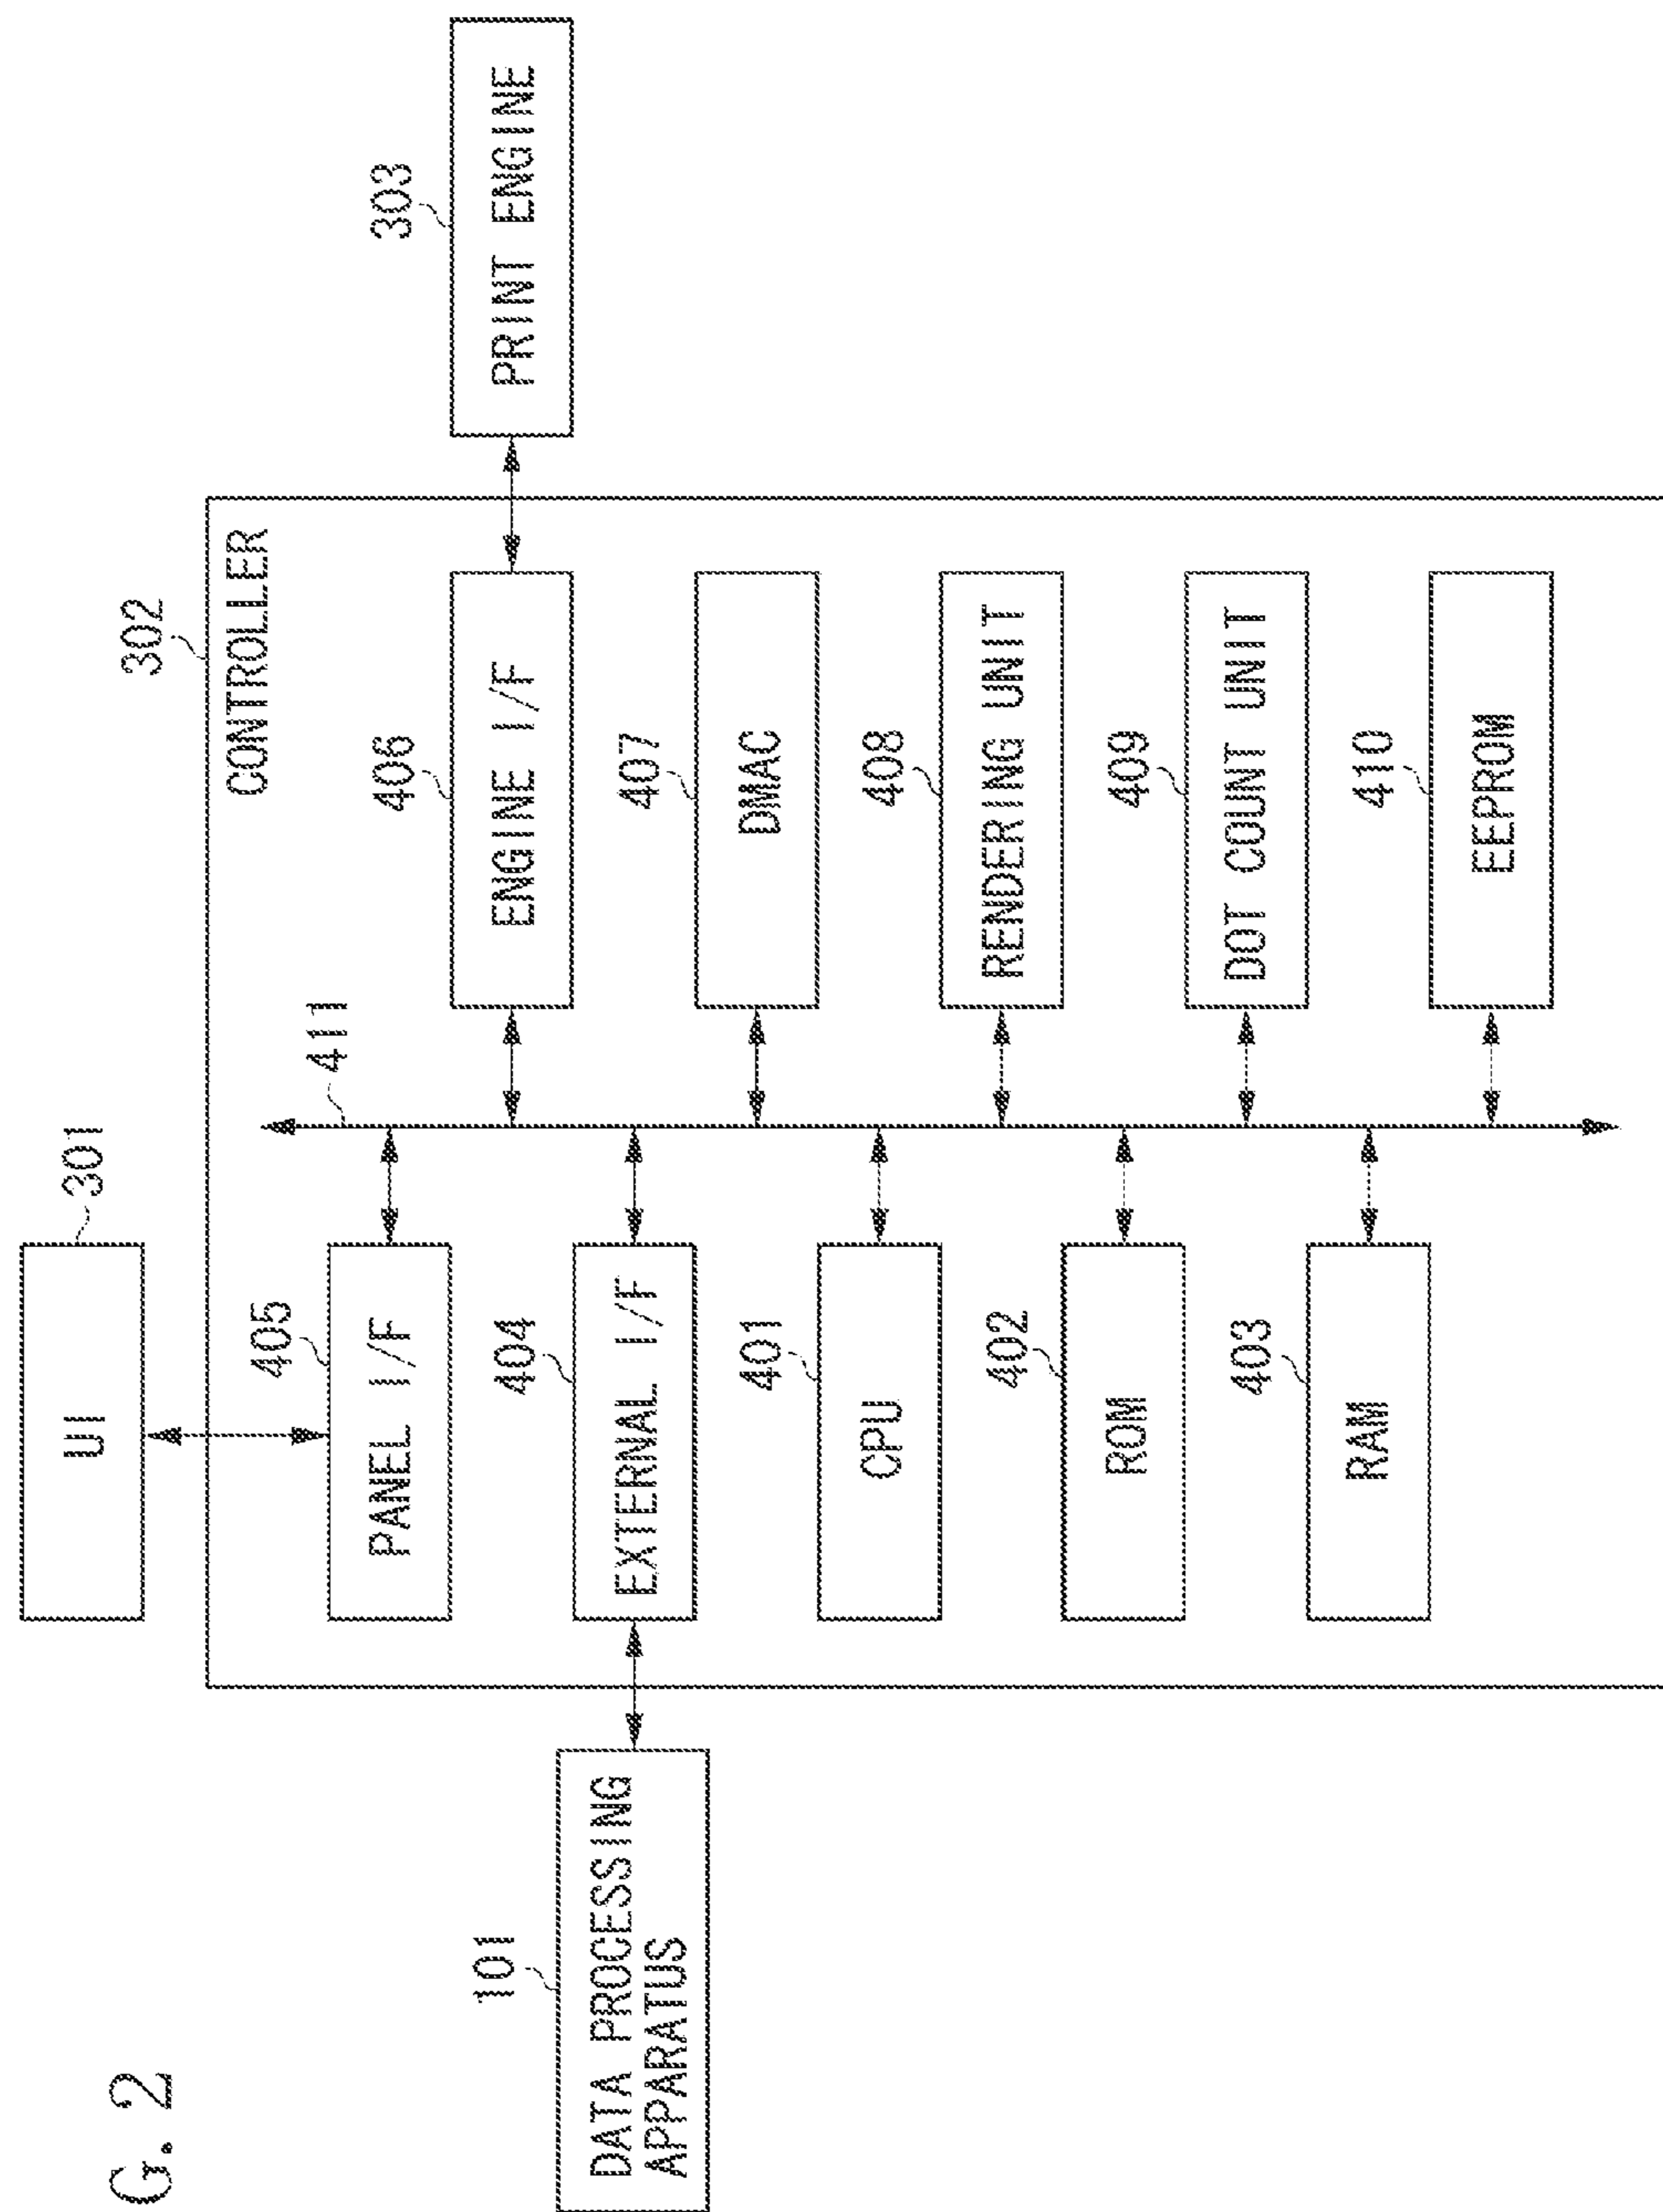 G. 2
301
UI
302
CONTROLLER
405
PANEL I/F
411
406
ENGINE I/F
303
PRINT ENGINE
101
DATA PROCESSING
APPARATUS
404
EXTERNAL I/F
407
DMAC
401
CPU
408
RENDERING UNIT
402
ROM
409
DOT COUNT UNIT
403
RAM
410
EEPROM